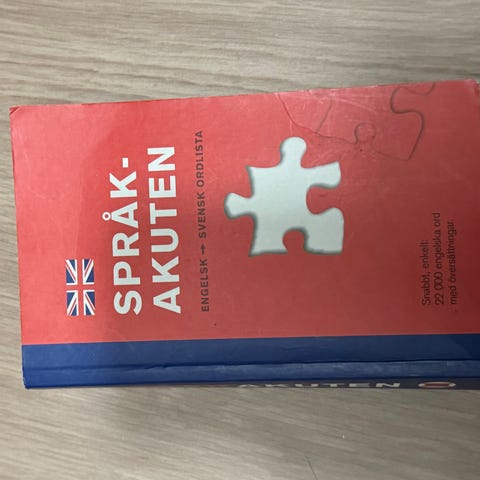 SPRÅK-
AKUTEN
ENGELSK → SVENSK ORDLISTA
Snabbt, enkelt:
22 000 engelska ord
med översättningar.
AKUTEN